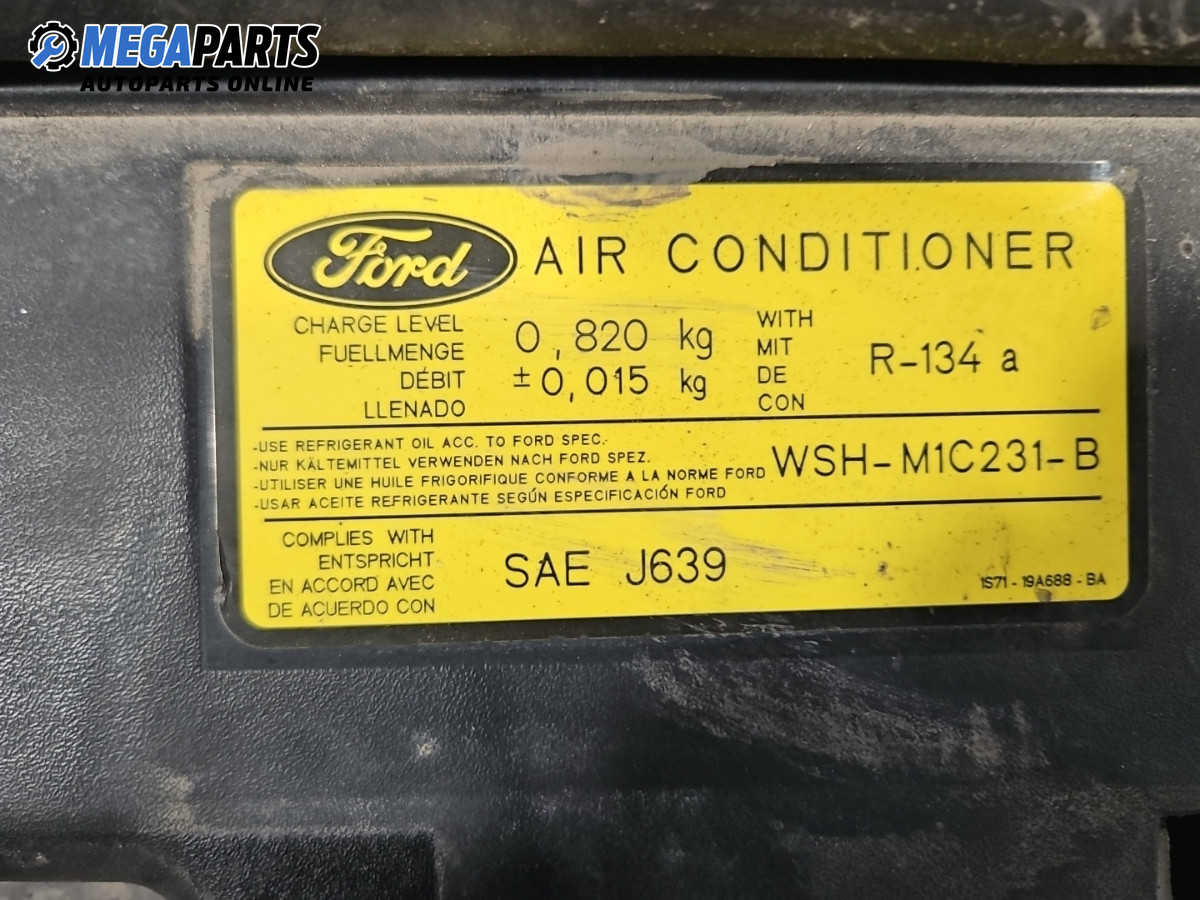 MEGAPARTS
AUTOPARTS ONLINE
Ford AIR CONDITIONER
CHARGE LEVEL
FUELLMENGE
DÉBIT
LLENADO
0,820 kg
±0,015 kg
WITH
MIT
DE
CON
R-134 a
-USE REFRIGERANT OIL ACC. TO FORD SPEC.
-NUR KÄLTEMITTEL VERWENDEN NACH FORD SPEZ.
-UTILISER UNE HUILE FRIGORIFIQUE CONFORME A LA NORME FORD
-USAR ACEITE REFRIGERANTE SEGÚN ESPECIFICACIÓN FORD
WSH-M1C231-B
COMPLIES WITH
ENTSPRICHT
EN ACCORD AVEC
DE ACUERDO CON
SAE J639
1S71-19A688-BA